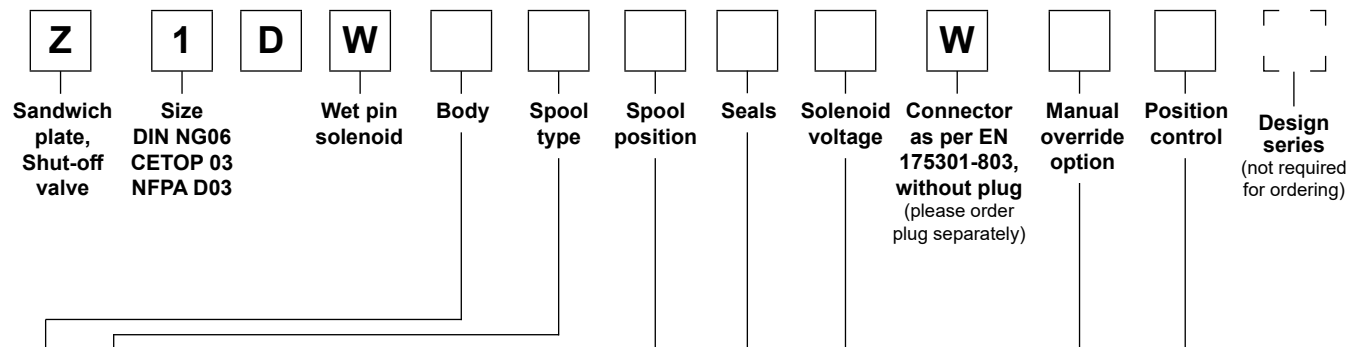 Z 1 D W W
Sandwich
plate,
Shut-off
valve
Size
DIN NG06
CETOP 03
NFPA D03
Wet pin
solenoid
Body
Spool
type
Spool
position
Seals
Solenoid
voltage
Connector
as per EN
175301-803,
without plug
(please order
plug separately)
Manual
override
option
Position
control
Design
series
(not required
for ordering)